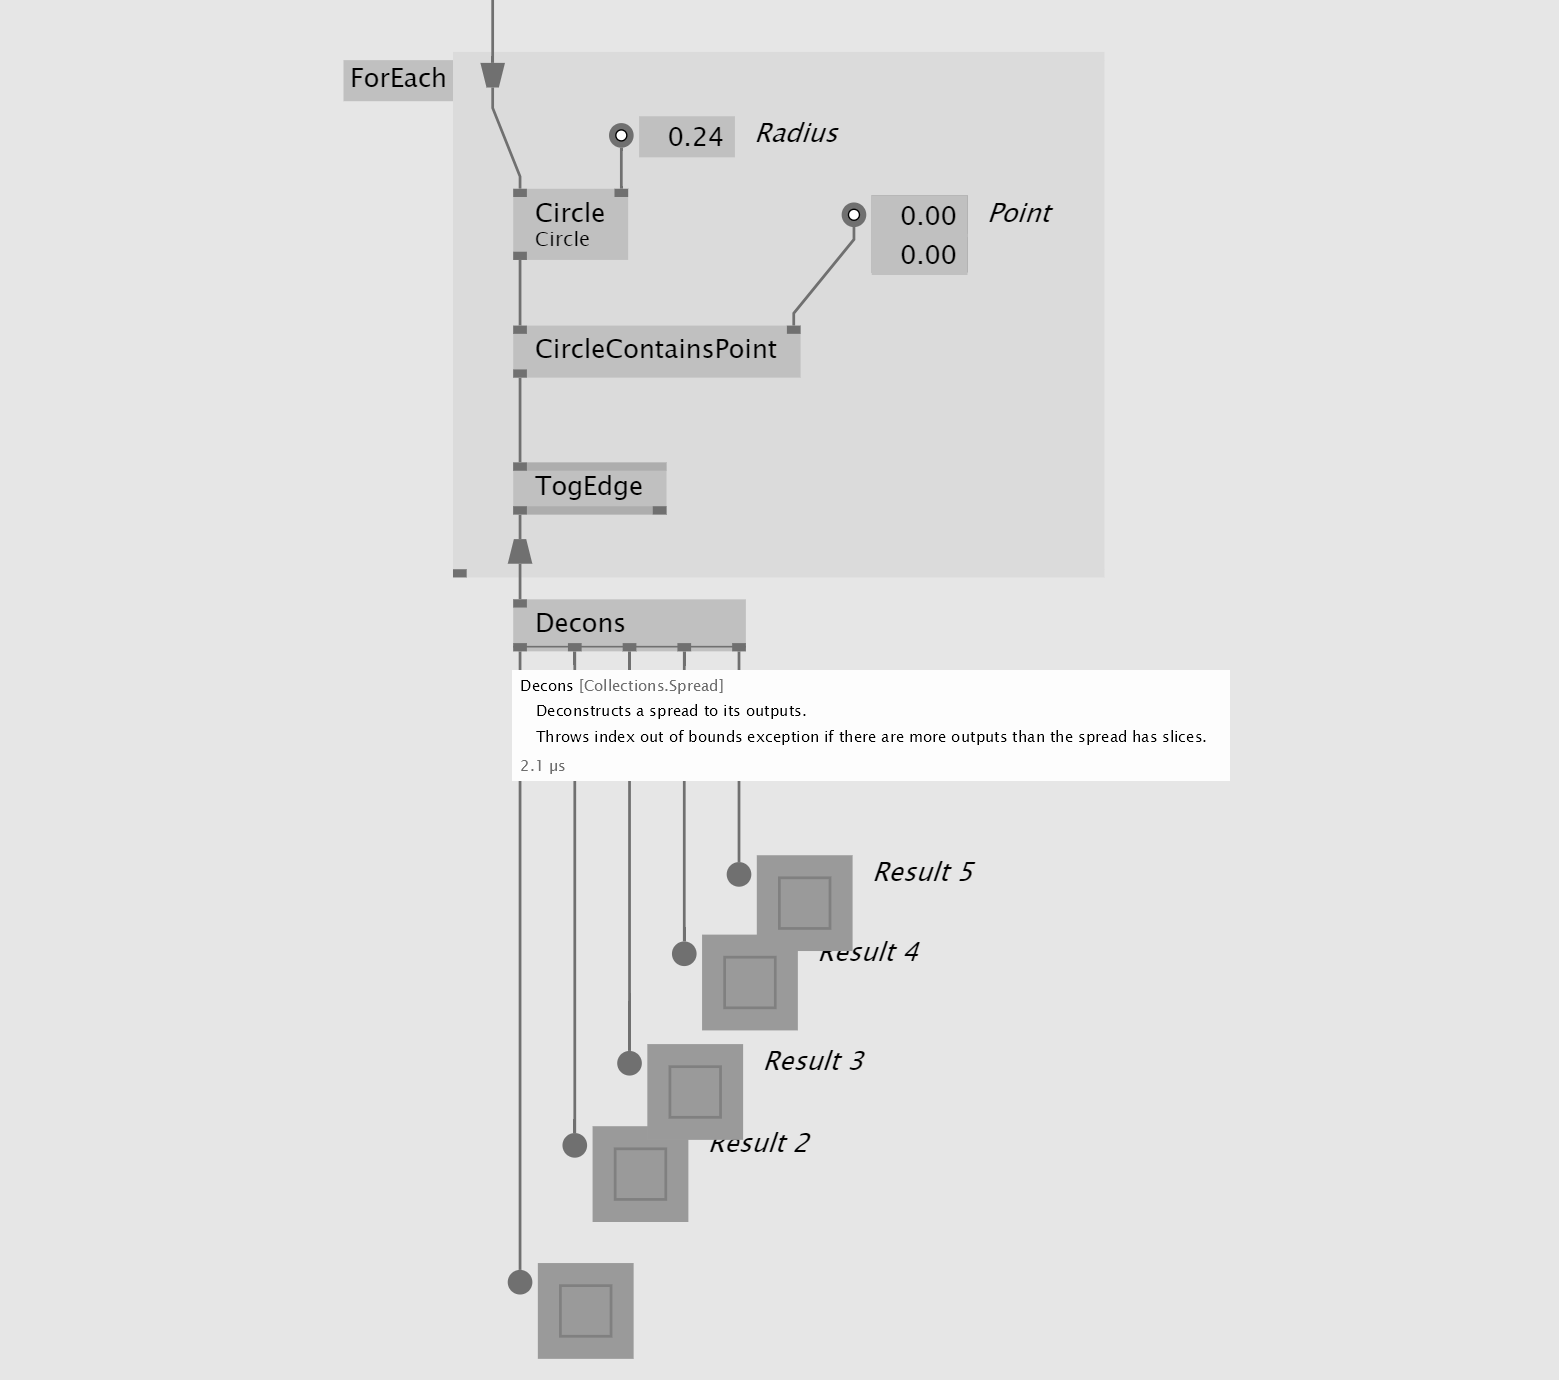 ForEach
0.24 Radius
Circle
Circle
0.00 Point
0.00
CircleContainsPoint
TogEdge
Decons
Decons [Collections.Spread]
Deconstructs a spread to its outputs.
Throws index out of bounds exception if there are more outputs than the spread has slices.
2.1 µs
Result 5
Result 4
Result 3
Result 2